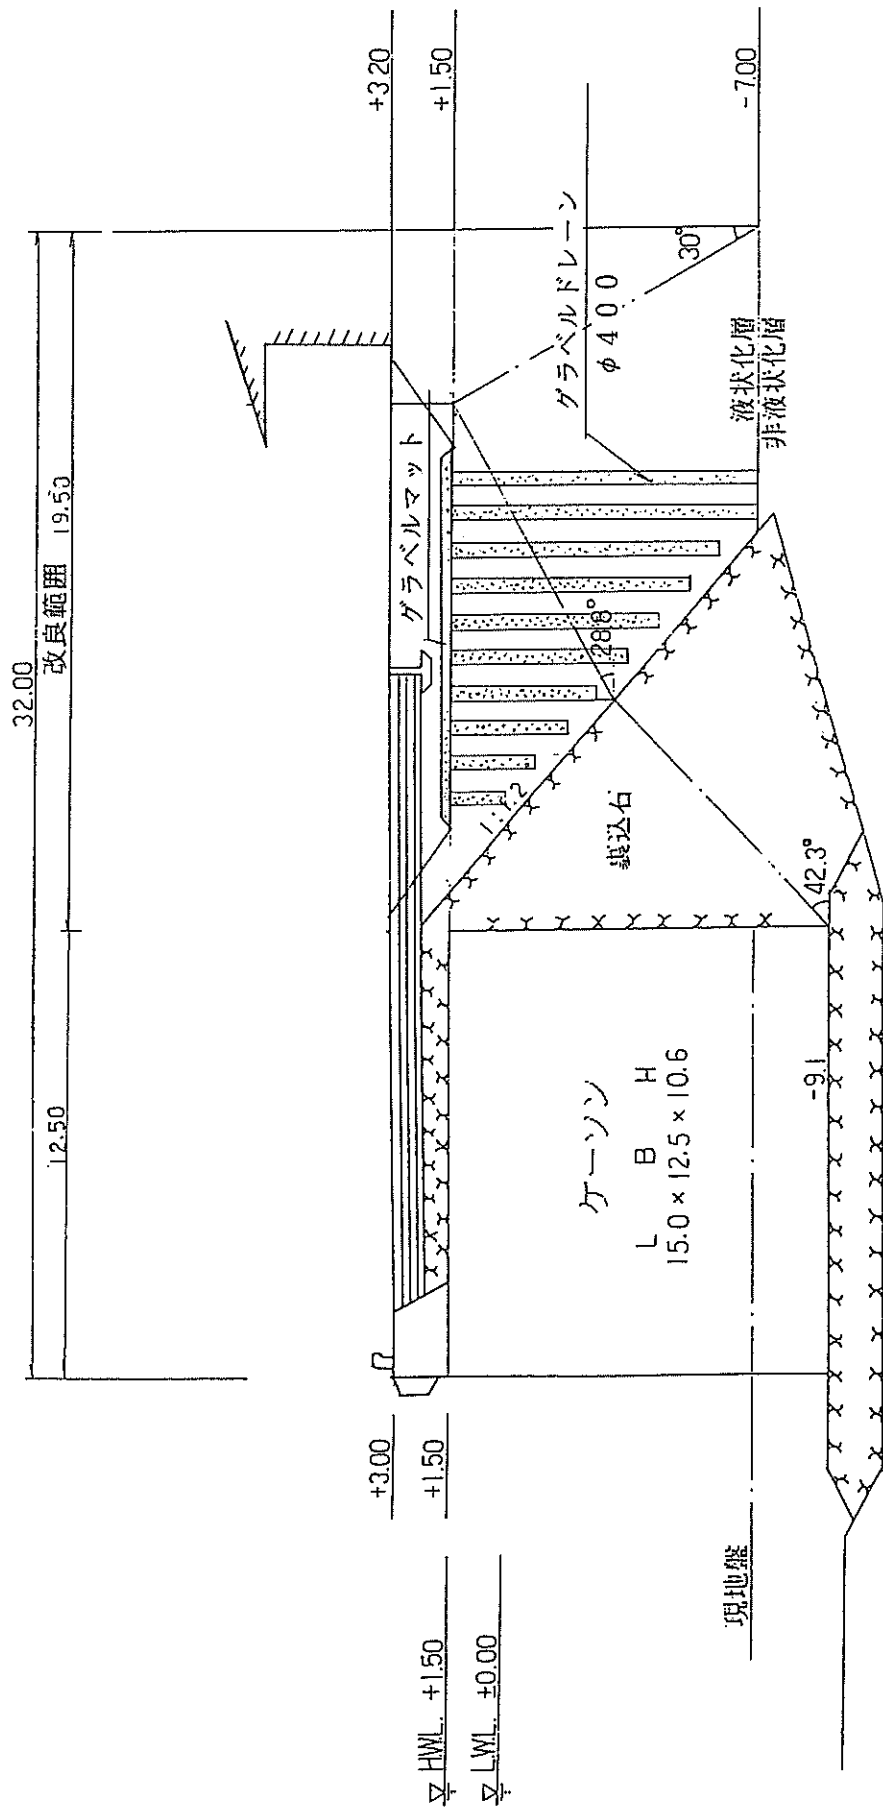 32.00
12.50
改良範囲 19.50
+3.20
+1.50
-7.00
グラベルマット
グラベルドレーン
φ400
30°
液状化層
非液状化層
28.8°
1:1.2
裏込石
42.3°
ケーソン
L B H
15.0 × 12.5 × 10.6
-9.1
+3.00
+1.50
HWL. +1.50
LWL. ±0.00
現地盤